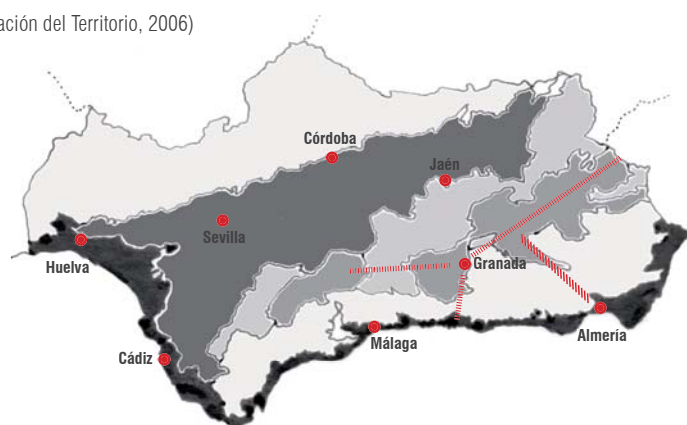 ación del Territorio, 2006)
Córdoba
Jaén
Sevilla
Huelva
Granada
Cádiz
Málaga
Almería